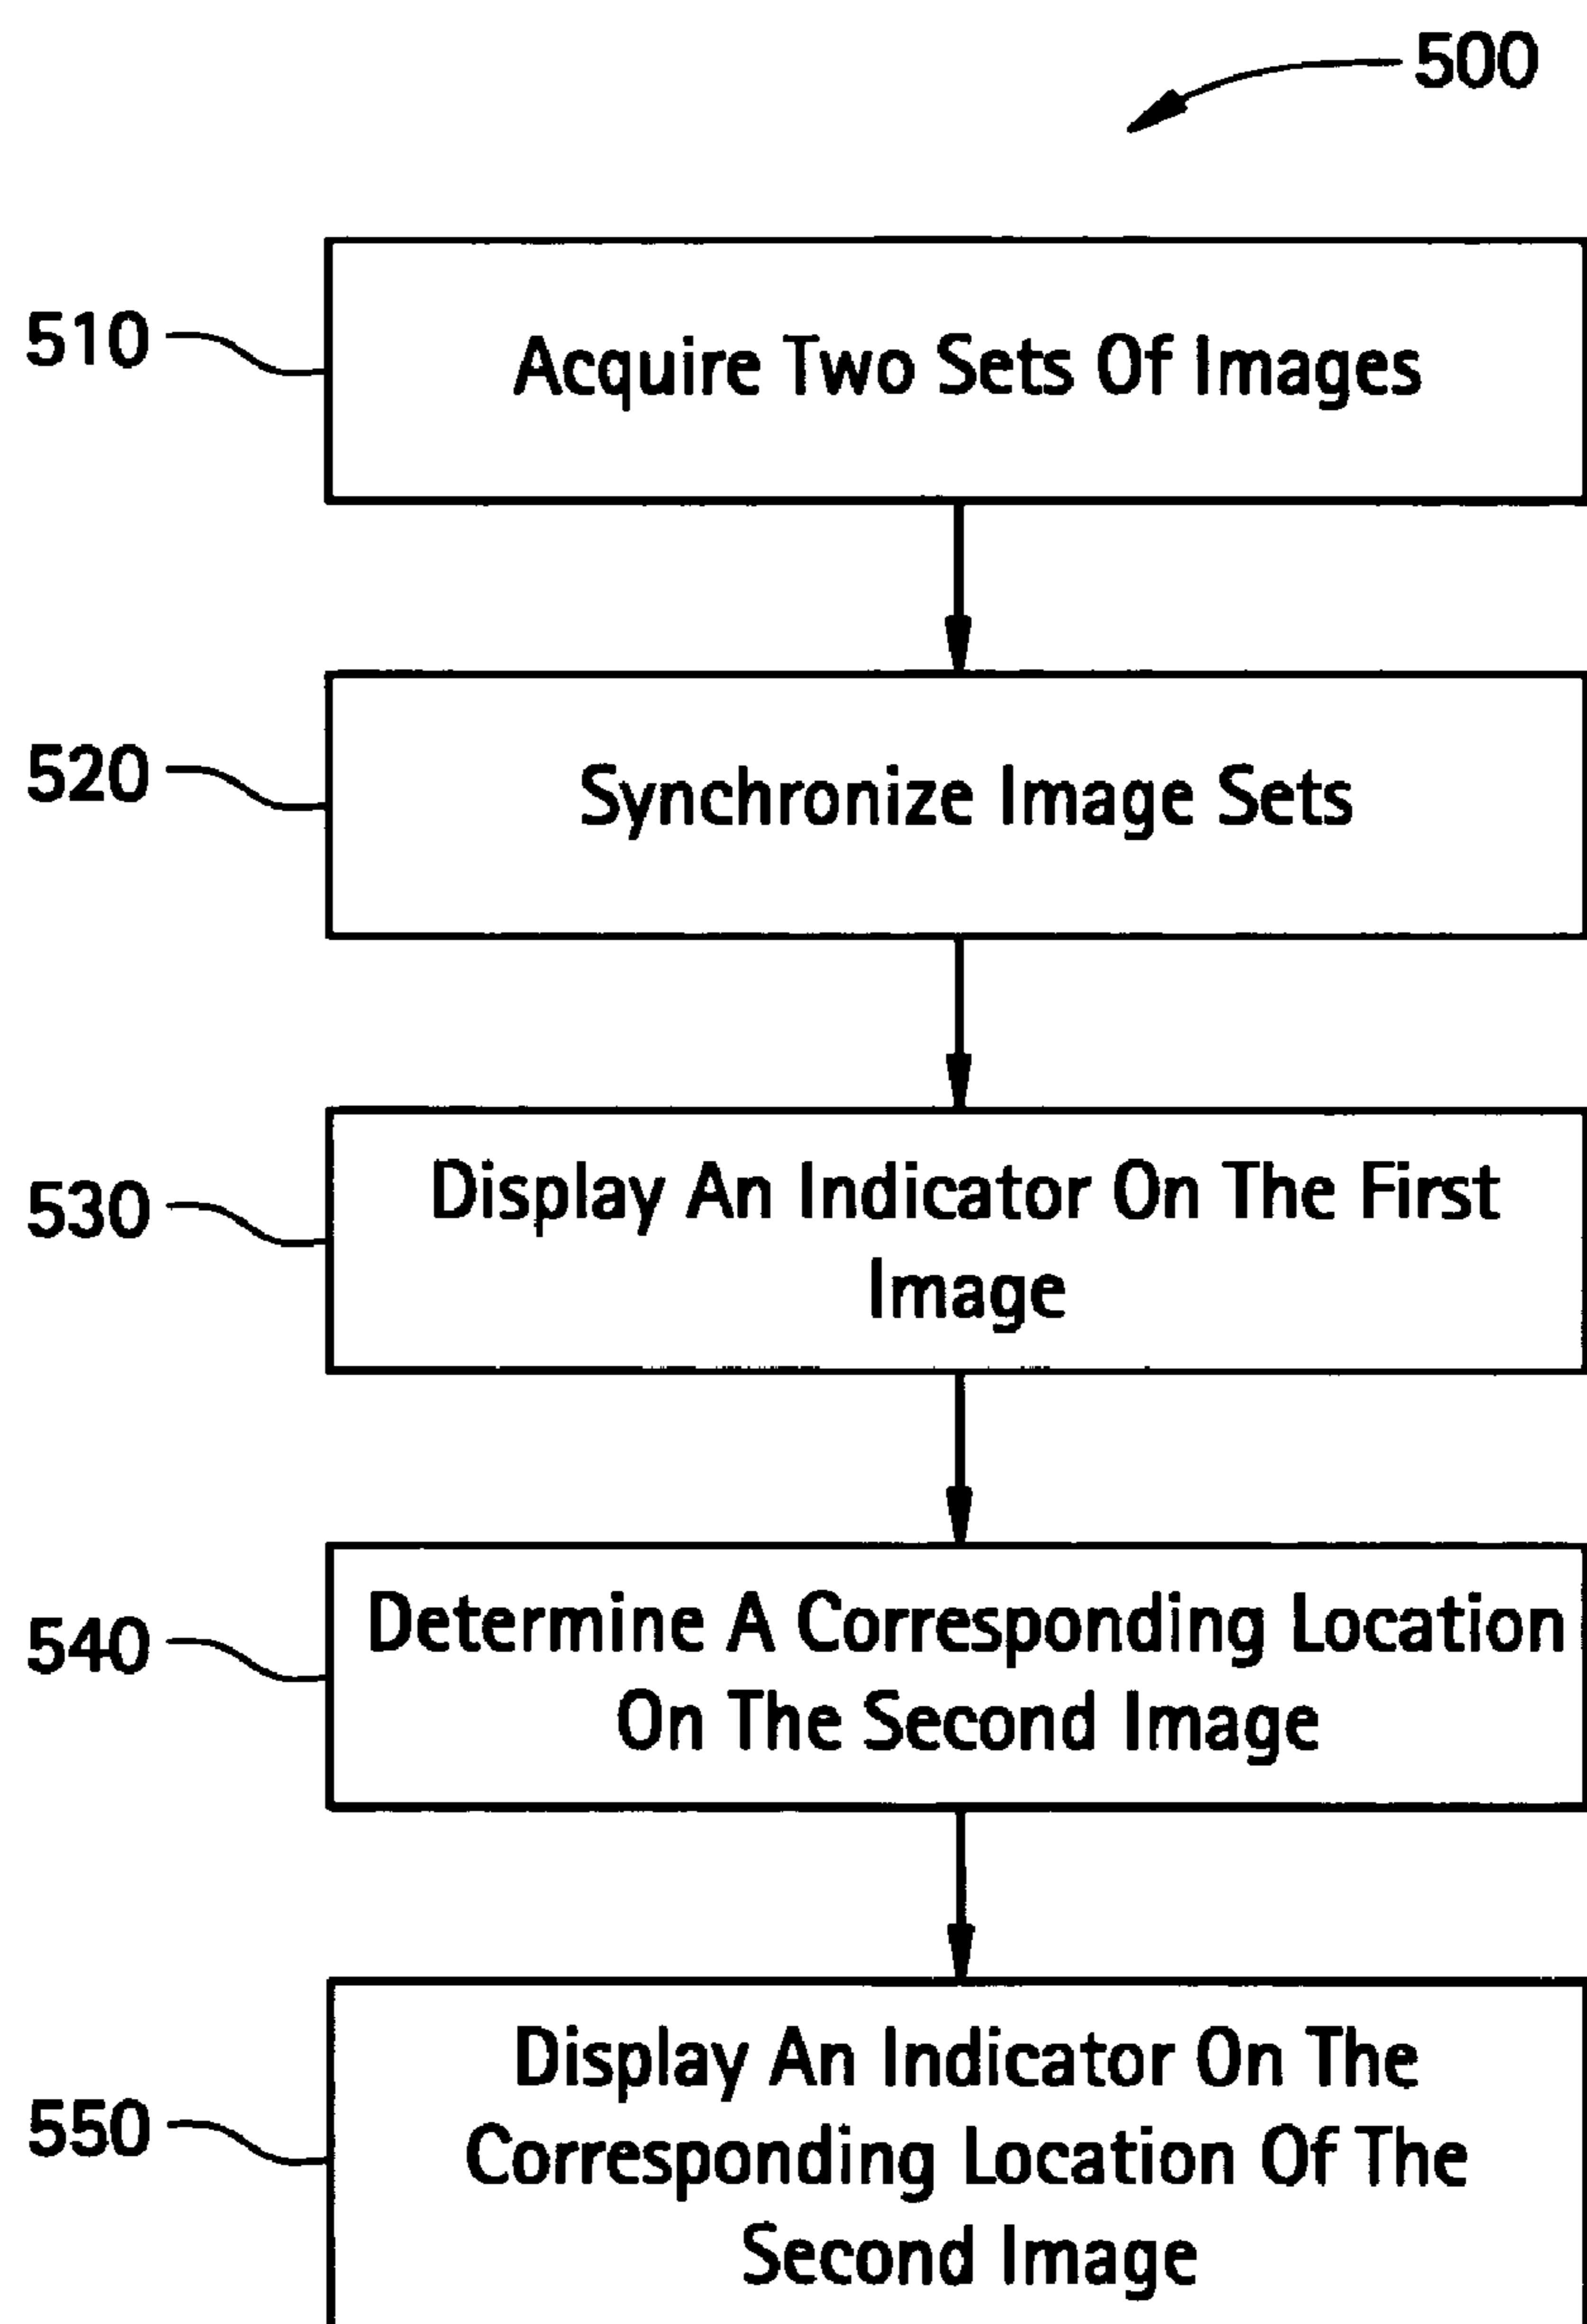 500
510
Acquire Two Sets Of Images
520
Synchronize Image Sets
530
Display An Indicator On The First
Image
540
Determine A Corresponding Location
On The Second Image
550
Display An Indicator On The
Corresponding Location Of The
Second Image